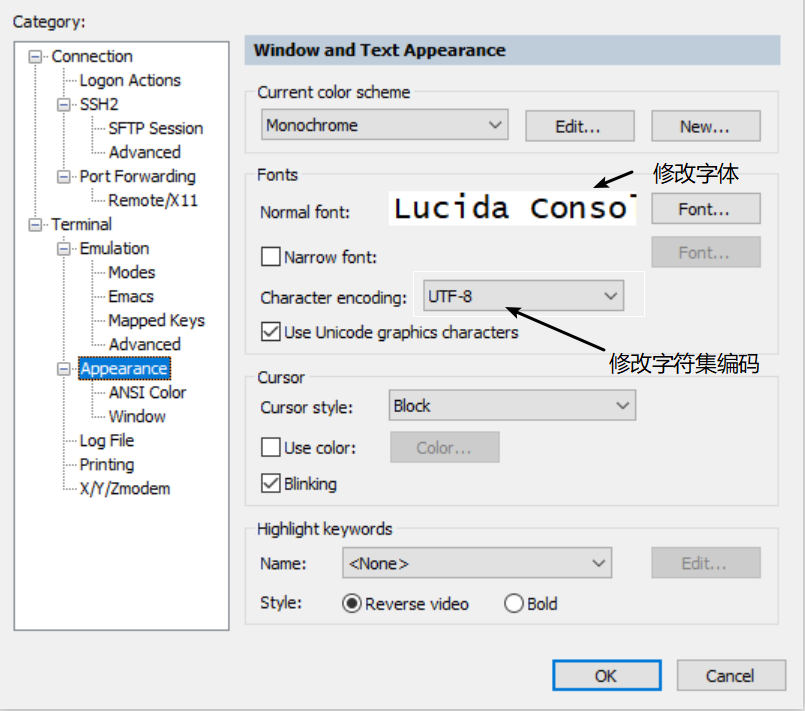 Category:
Connection
Logon Actions
SSH2
SFTP Session
Advanced
Port Forwarding
Remote/X11
Terminal
Emulation
Modes
Emacs
Mapped Keys
Advanced
Appearance
ANSI Color
Window
Log File
Printing
X/Y/Zmodem
Window and Text Appearance
Current color scheme
Monochrome Edit... New...
Fonts 修改字体
Normal font: Lucida Consol Font...
Narrow font: Font...
Character encoding: UTF-8
Use Unicode graphics characters
修改字符集编码
Cursor
Cursor style: Block
Use color: Color...
Blinking
Highlight keywords
Name: <None> Edit...
Style: Reverse video Bold
OK Cancel